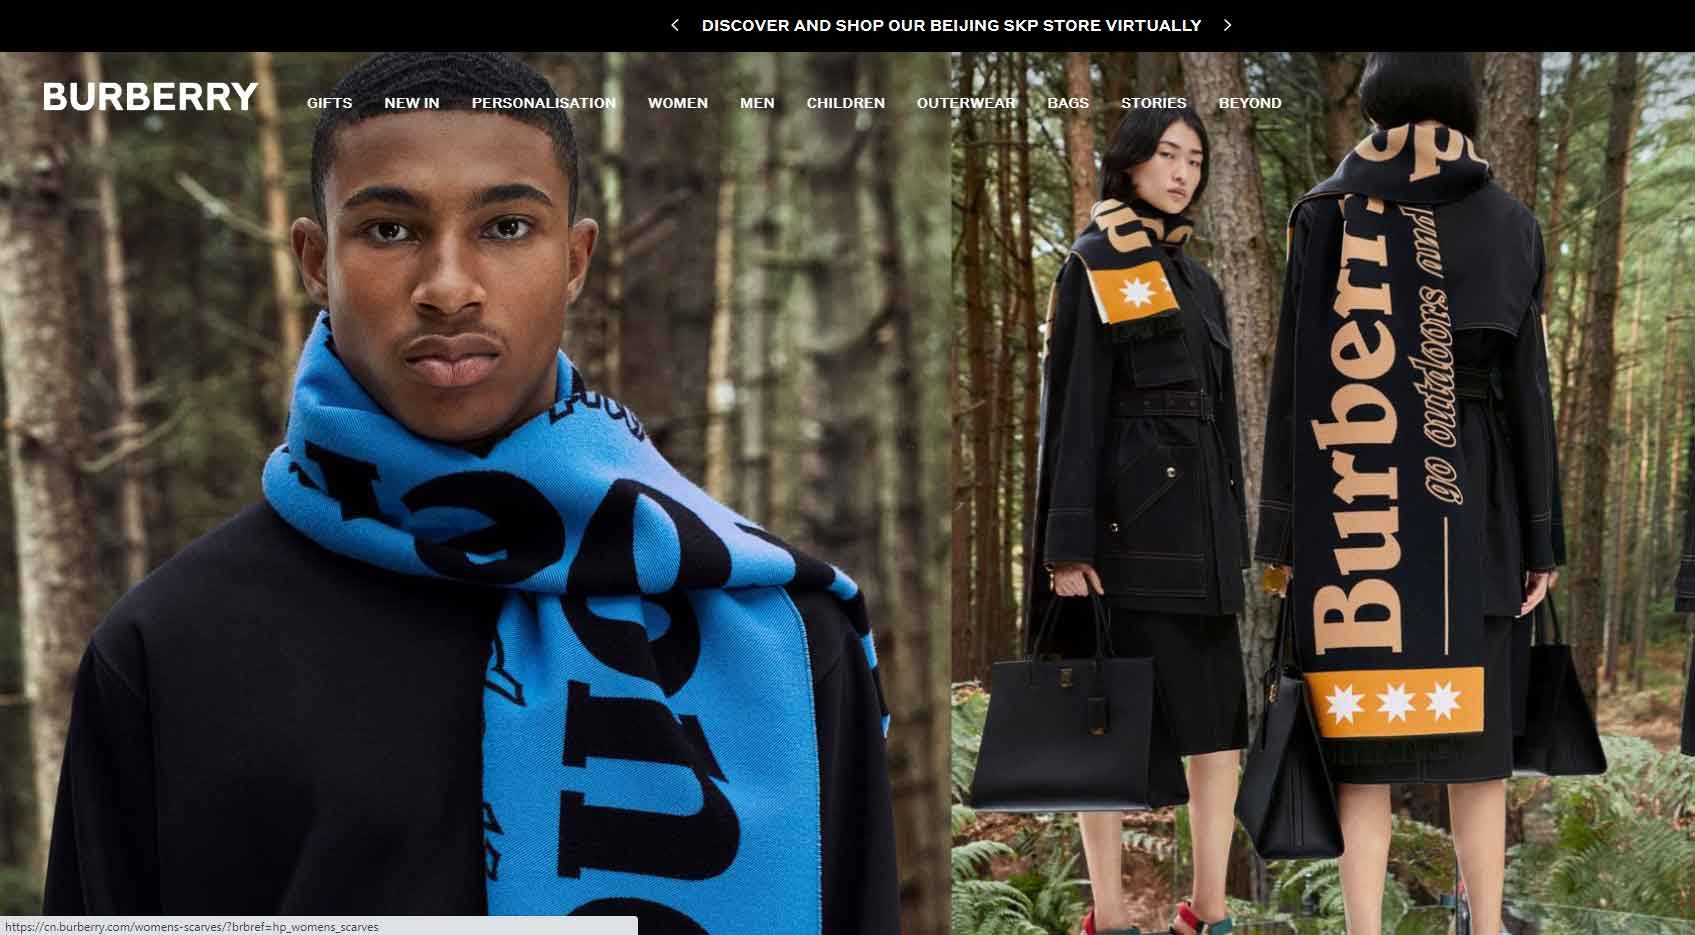 DISCOVER AND SHOP OUR BEIJING SKP STORE VIRTUALLY
BURBERRY
GIFTS NEW IN PERSONALISATION WOMEN MEN CHILDREN OUTERWEAR BAGS STORIES BEYOND
Burberr
go outdoors and
https://cn.burberry.com/womens-scarves/?brbref=hp_womens_scarves